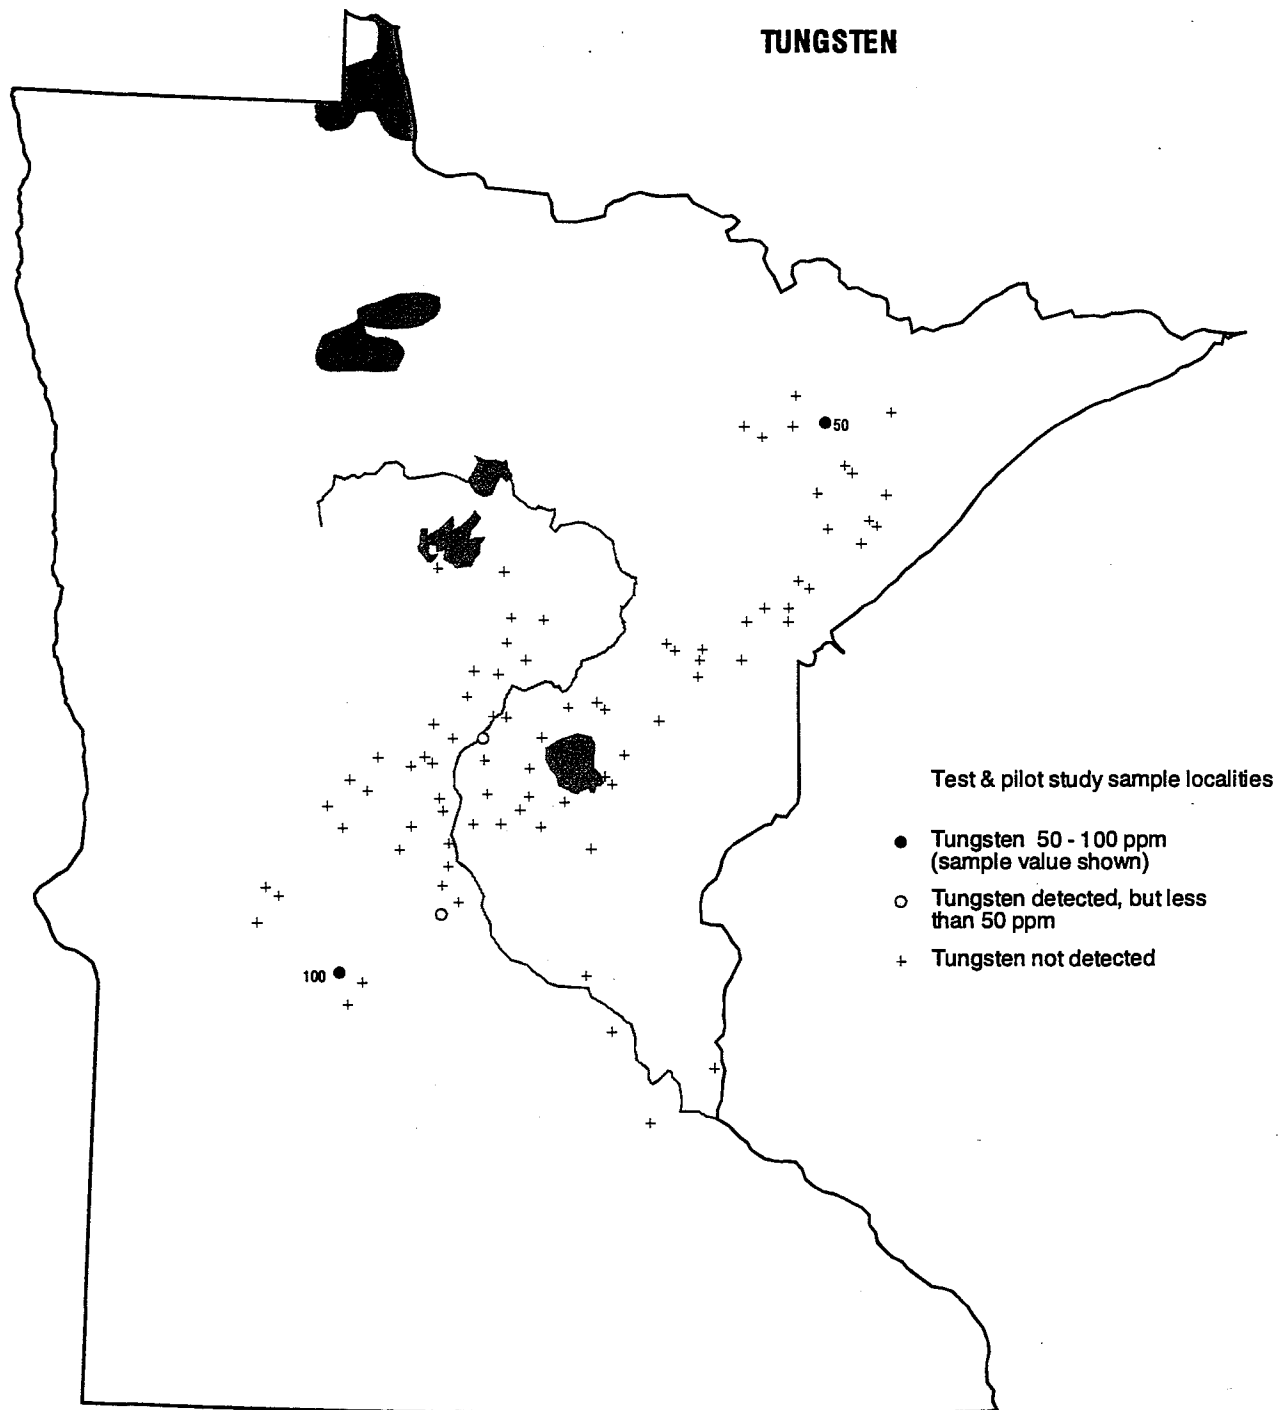 TUNGSTEN
50
Test & pilot study sample localities
Tungsten 50 - 100 ppm
(sample value shown)
Tungsten detected, but less
than 50 ppm
Tungsten not detected
100